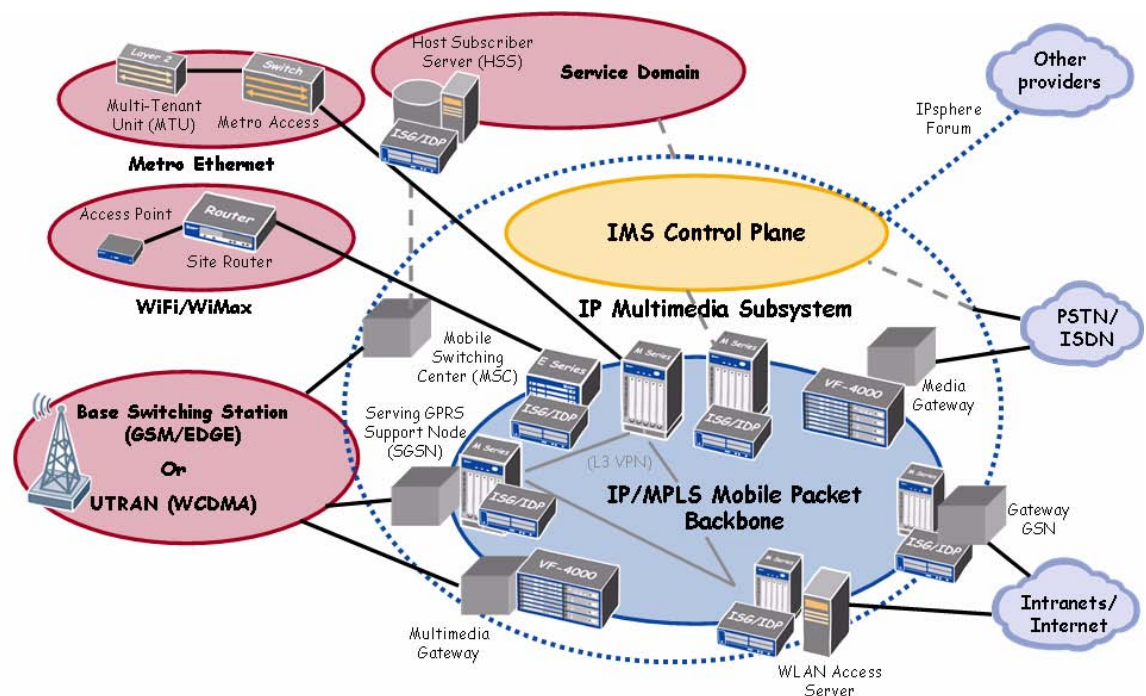 Layer 2
Switch
Multi-Tenant
Unit (MTU)
Metro Access
Metro Ethernet
Host Subscriber
Server (HSS)
Service Domain
ISG/IDP
Other
providers
IPsphere
Forum
Access Point
Router
Site Router
WiFi/WiMax
IMS Control Plane
IP Multimedia Subsystem
PSTN/
ISDN
Mobile
Switching
Center (MSC)
E Series
ISG/IDP
M Series
M Series
ISG/IDP
VF-4000
Media
Gateway
Base Switching Station
(GSM/EDGE)
Or
UTRAN (WCDMA)
Serving GPRS
Support Node
(SGSN)
M Series
ISG/IDP
(L3 VPN)
IP/MPLS Mobile Packet
Backbone
M Series
ISG/IDP
Gateway
GSN
VF-4000
Multimedia
Gateway
M Series
ISG/IDP
WLAN Access
Server
Intranets/
Internet